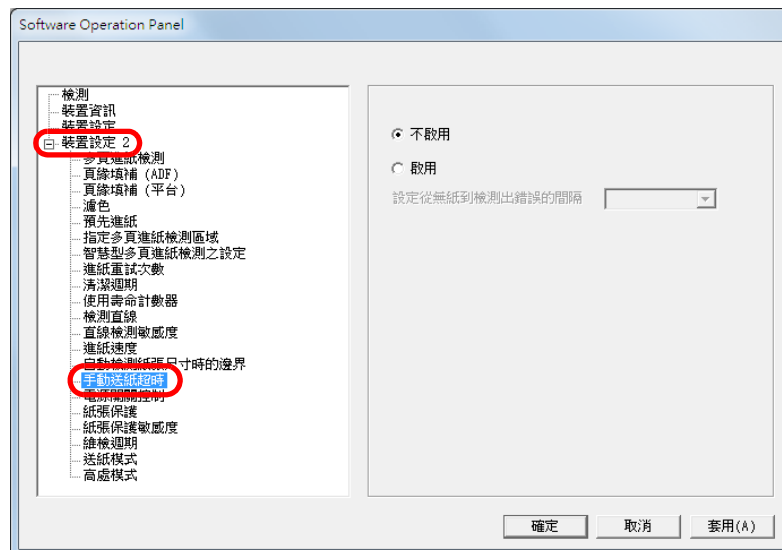 Software Operation Panel
檢測
裝置資訊
裝置設定
裝置設定 2
多頁進紙檢測
頁緣填補 (ADF)
頁緣填補 (平台)
濾色
預先進紙
指定多頁進紙檢測區域
智慧型多頁進紙檢測之設定
進紙重試次數
清潔週期
使用壽命計數器
檢測直線
直線檢測敏感度
進紙速度
自動檢測紙張尺寸時的邊界
手動送紙超時
電源開關控制
紙張保護
紙張保護敏感度
維檢週期
送紙模式
高處模式
不啟用
啟用
設定從無紙到檢測出錯誤的間隔
確定
取消
套用(A)